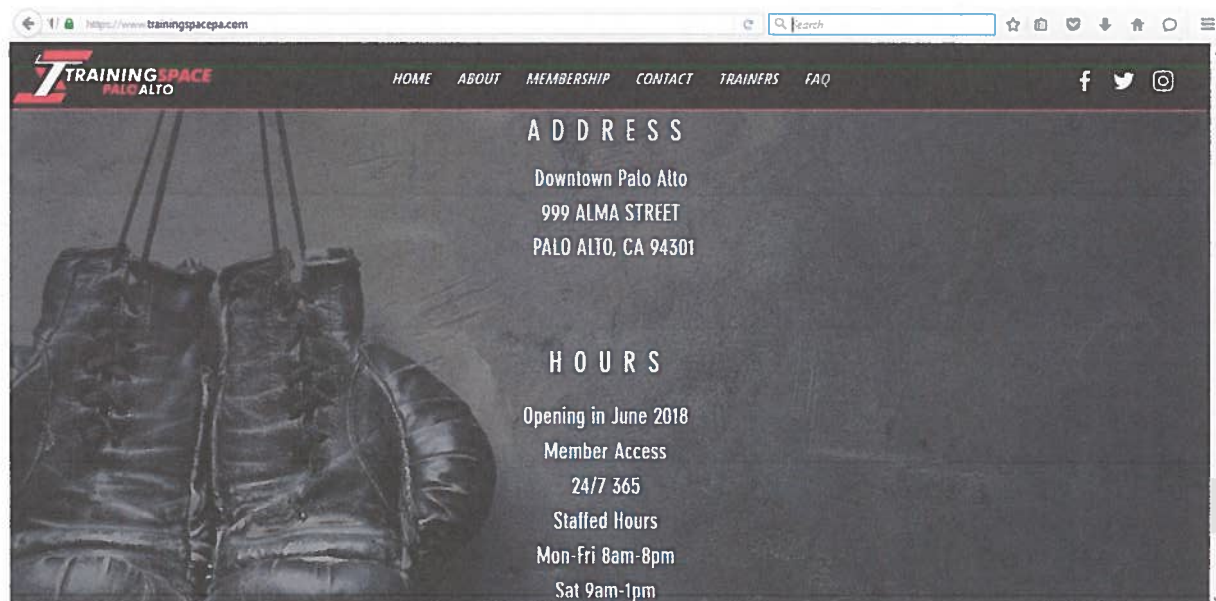 https://www.trainingspacepa.com
Search
TRAININGSPACE
PALO ALTO
HOME ABOUT MEMBERSHIP CONTACT TRAINERS FAQ
ADDRESS
Downtown Palo Alto
999 ALMA STREET
PALO ALTO, CA 94301
HOURS
Opening in June 2018
Member Access
24/7 365
Staffed Hours
Mon-Fri 8am-8pm
Sat 9am-1pm